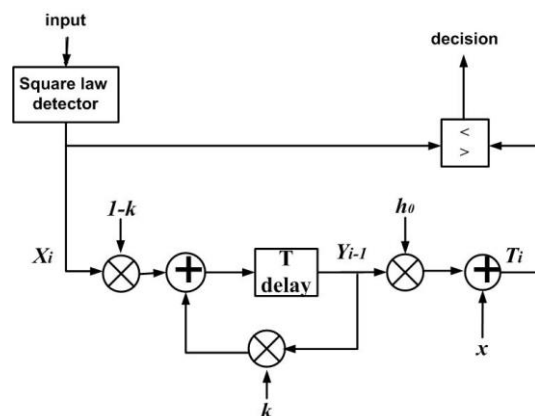 input
decision
Square law
detector
<
>
1-k
h₀
Xᵢ
+
T
delay
Yᵢ₋₁
+
Tᵢ
x
k